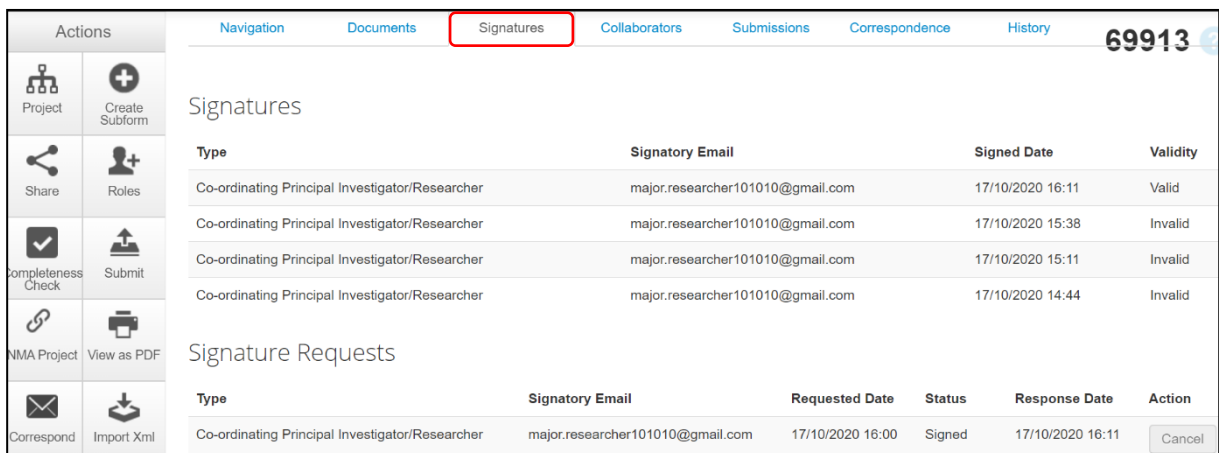 Actions
Navigation Documents Signatures Collaborators Submissions Correspondence History 69913 ?
Project
Create
Subform
Share Roles
ompleteness
Check
Submit
NMA Project View as PDF
Correspond Import Xml
Signatures
Type Signatory Email Signed Date Validity
Co-ordinating Principal Investigator/Researcher major.researcher101010@gmail.com 17/10/2020 16:11 Valid
Co-ordinating Principal Investigator/Researcher major.researcher101010@gmail.com 17/10/2020 15:38 Invalid
Co-ordinating Principal Investigator/Researcher major.researcher101010@gmail.com 17/10/2020 15:11 Invalid
Co-ordinating Principal Investigator/Researcher major.researcher101010@gmail.com 17/10/2020 14:44 Invalid
Signature Requests
Type Signatory Email Requested Date Status Response Date Action
Co-ordinating Principal Investigator/Researcher major.researcher101010@gmail.com 17/10/2020 16:00 Signed 17/10/2020 16:11 Cancel